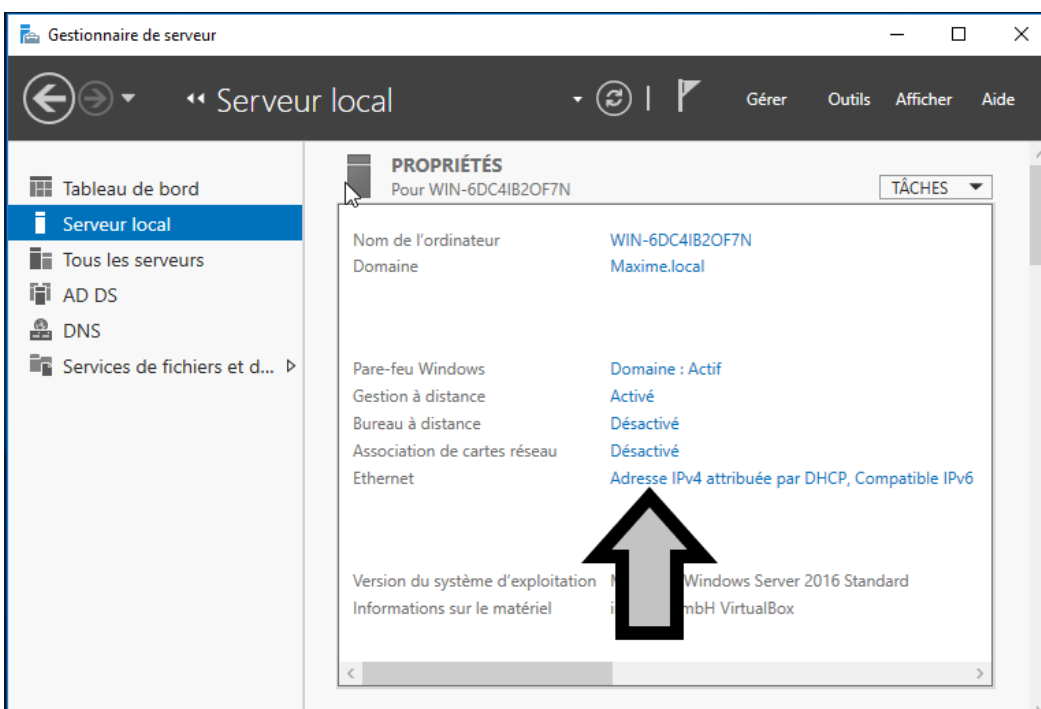 Gestionnaire de serveur
Serveur local
Gérer Outils Afficher Aide
Tableau de bord
Serveur local
Tous les serveurs
AD DS
DNS
Services de fichiers et d...
PROPRIÉTÉS
Pour WIN-6DC4IB2OF7N
TÂCHES
Nom de l'ordinateur WIN-6DC4IB2OF7N
Domaine Maxime.local
Pare-feu Windows Domaine : Actif
Gestion à distance Activé
Bureau à distance Désactivé
Association de cartes réseau Désactivé
Ethernet Adresse IPv4 attribuée par DHCP, Compatible IPv6
Version du système d'exploitation Windows Server 2016 Standard
Informations sur le matériel VirtualBox